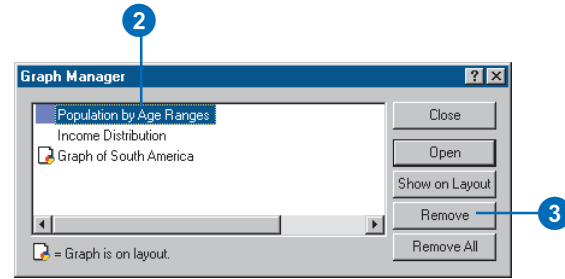 2
Graph Manager
Population by Age Ranges
Income Distribution
Graph of South America
Close
Open
Show on Layout
Remove
3
Remove All
= Graph is on layout.